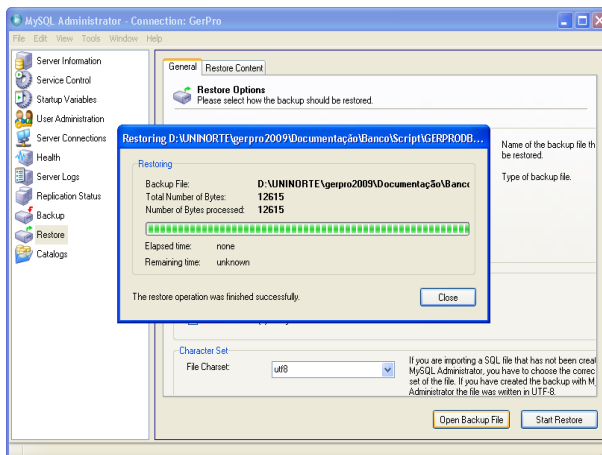 MySQL Administrator - Connection: GerPro
File Edit View Tools Window Help
Server Information
Service Control
Startup Variables
User Administration
Server Connections
Health
Server Logs
Replication Status
Backup
Restore
Catalogs
General Restore Content
Restore Options
Please select how the backup should be restored.
Name of the backup file th
be restored.
Type of backup file.
Restoring D:\UNINORTE\gerpro2009\Documentação\Banco\Script\GERPRODB...
Restoring
Backup File: D:\UNINORTE\gerpro2009\Documentação\Banco
Total Number of Bytes: 12615
Number of Bytes processed: 12615
Elapsed time: none
Remaining time: unknown
The restore operation was finished successfully.
Close
Character Set
File Charset: utf8
If you are importing a SQL file that has not been creat
MySQL Administrator, you have to choose the correc
set of the file. If you have created the backup with M
Administrator the file was written in UTF-8.
Open Backup File Start Restore